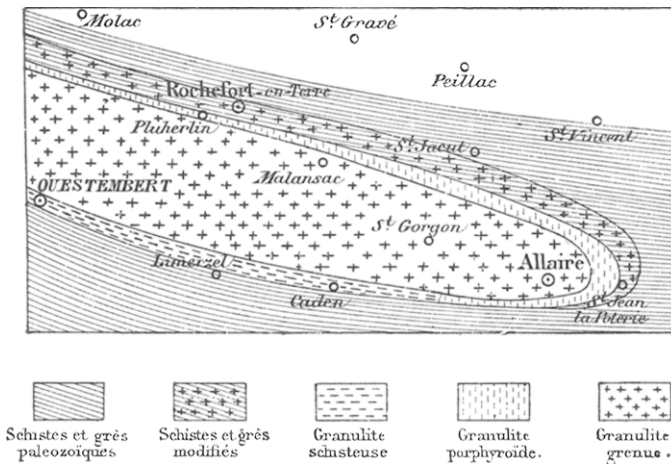 Molac
St Gravé
Peillac
Rochefort-en-Terre
Pluherlin
St Vincent
St Jacut
Malansac
QUESTEMBERT
St Gorgon
Limerzel
Allaire
Caden
St Jean
la Poterie
Schistes et grès
paleozoïques
Schistes et grès
modifiés
Granulite
schisteuse
Granulite
porphyroïde.
Granulite
grenue.